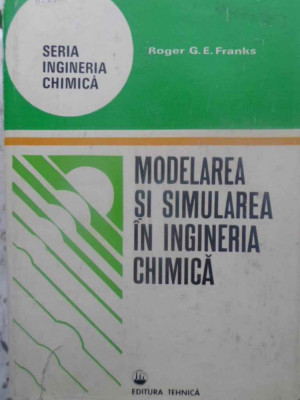 SERIA
INGINERIA
CHIMICĂ
Roger G. E. Franks
MODELAREA
ȘI SIMULAREA
ÎN INGINERIA
CHIMICĂ
EDITURA TEHNICĂ